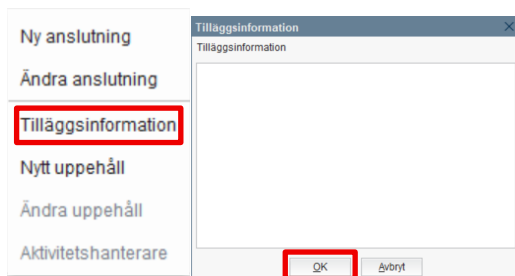 Ny anslutning
Ändra anslutning
Tilläggsinformation
Nytt uppehåll
Ändra uppehåll
Aktivitetshanterare
Tilläggsinformation
Tilläggsinformation
OK
Avbryt